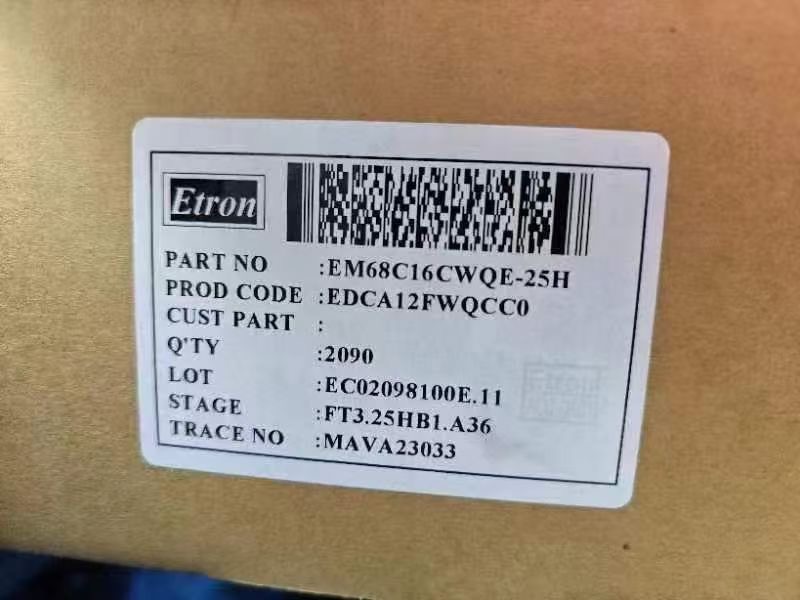 Etron
PART NO :EM68C16CWQE-25H
PROD CODE :EDCA12FWQCC0
CUST PART :
Q'TY :2090
LOT :EC02098100E.11
STAGE :FT3.25HB1.A36
TRACE NO :MAVA23033
Etron